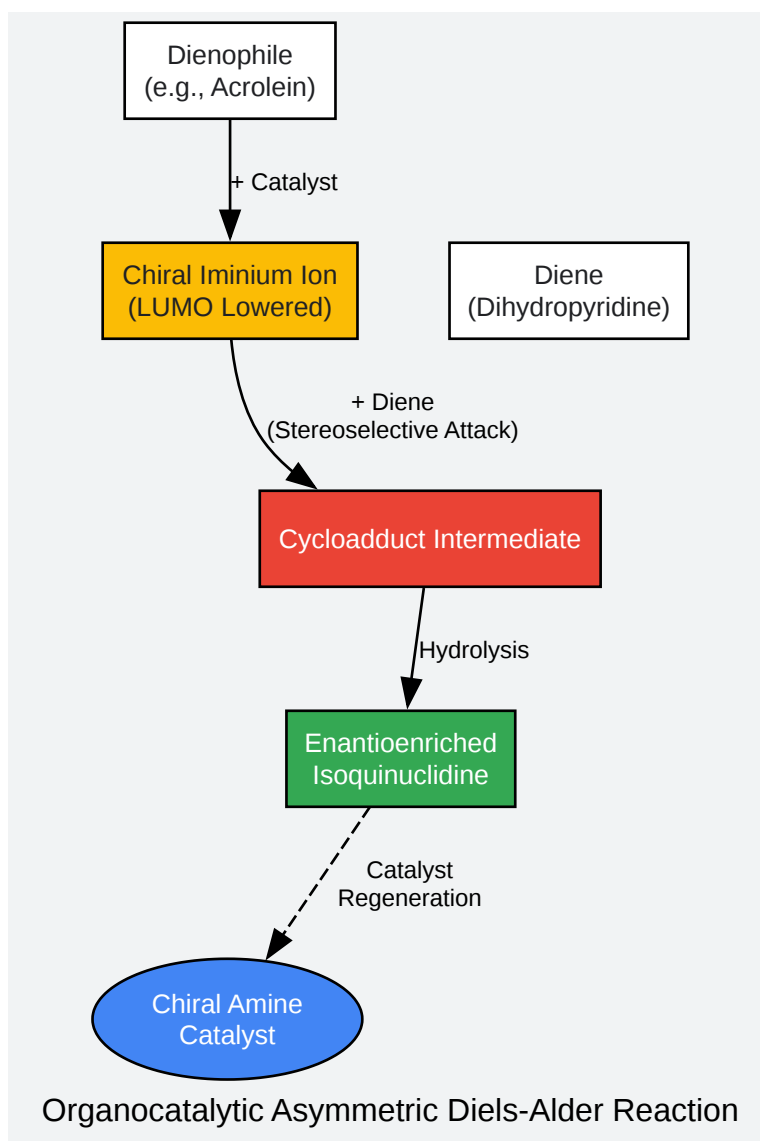 Dienophile
(e.g., Acrolein)
+ Catalyst
Chiral Iminium Ion
(LUMO Lowered)
Diene
(Dihydropyridine)
+ Diene
(Stereoselective Attack)
Cycloadduct Intermediate
Hydrolysis
Enantioenriched
Isoquinuclidine
Catalyst
Regeneration
Chiral Amine
Catalyst
Organocatalytic Asymmetric Diels-Alder Reaction